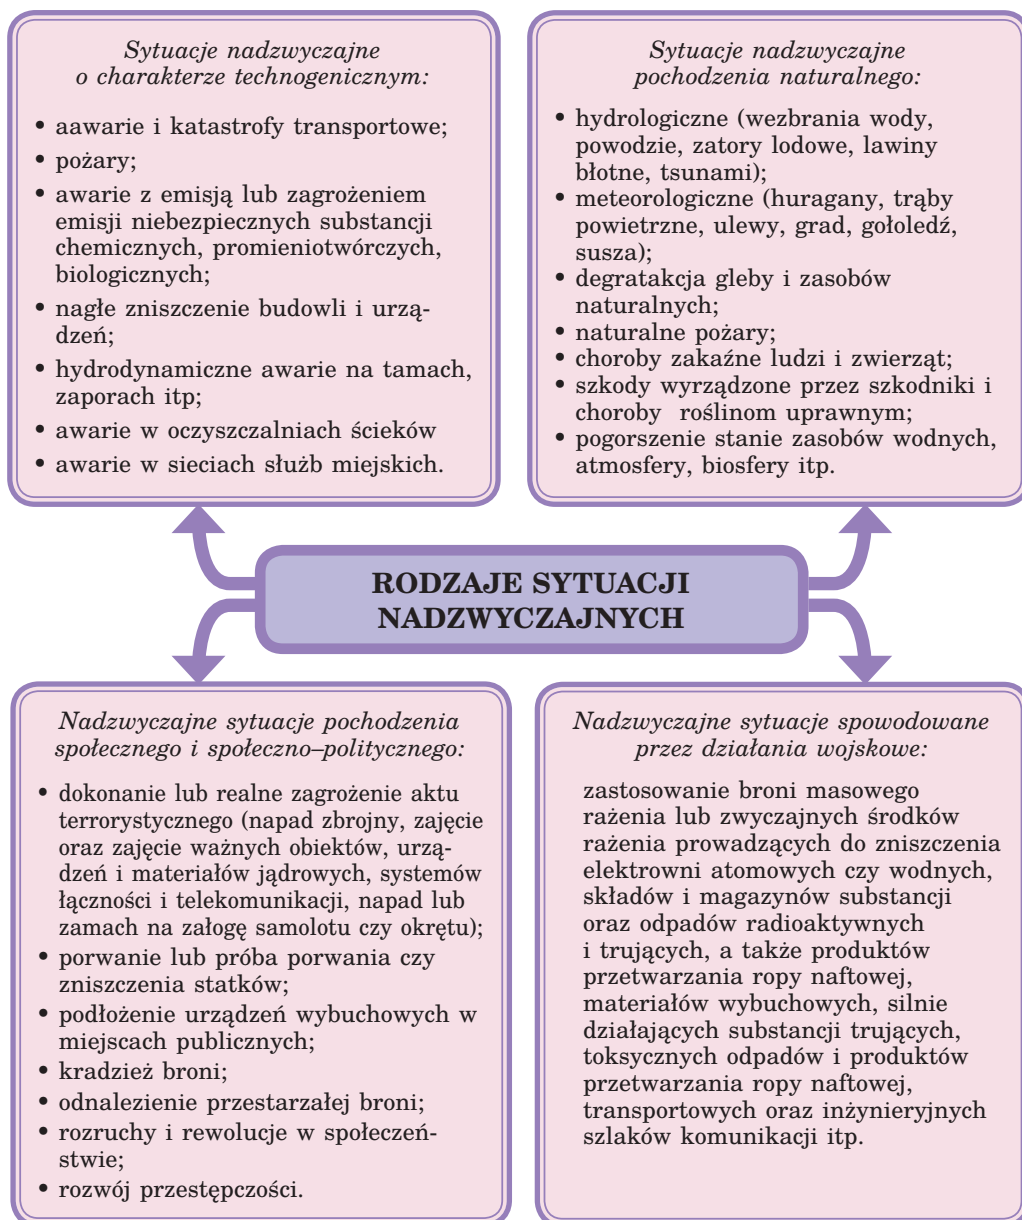 Sytuacje nadzwyczajne
o charakterze technogenicznym:
• aawarie i katastrofy transportowe;
• pożary;
• awarie z emisją lub zagrożeniem
emisji niebezpiecznych substancji
chemicznych, promieniotwórczych,
biologicznych;
• nagłe zniszczenie budowli i urzą-
dzeń;
• hydrodynamiczne awarie na tamach,
zaporach itp;
• awarie w oczyszczalniach ścieków
• awarie w sieciach służb miejskich.
Sytuacje nadzwyczajne
pochodzenia naturalnego:
• hydrologiczne (wezbrania wody,
powodzie, zatory lodowe, lawiny
błotne, tsunami);
• meteorologiczne (huragany, trąby
powietrzne, ulewy, grad, gołoledź,
susza);
• degratakcja gleby i zasobów
naturalnych;
• naturalne pożary;
• choroby zakaźne ludzi i zwierząt;
• szkody wyrządzone przez szkodniki i
choroby roślinom uprawnym;
• pogorszenie stanie zasobów wodnych,
atmosfery, biosfery itp.
RODZAJE SYTUACJI
NADZWYCZAJNYCH
Nadzwyczajne sytuacje pochodzenia
społecznego i społeczno–politycznego:
• dokonanie lub realne zagrożenie aktu
terrorystycznego (napad zbrojny, zajęcie
oraz zajęcie ważnych obiektów, urzą-
dzeń i materiałów jądrowych, systemów
łączności i telekomunikacji, napad lub
zamach na załogę samolotu czy okrętu);
• porwanie lub próba porwania czy
zniszczenia statków;
• podłożenie urządzeń wybuchowych w
miejscach publicznych;
• kradzież broni;
• odnalezienie przestarzałej broni;
• rozruchy i rewolucje w społeczeń-
stwie;
• rozwój przestępczości.
Nadzwyczajne sytuacje spowodowane
przez działania wojskowe:
zastosowanie broni masowego
rażenia lub zwyczajnych środków
rażenia prowadzących do zniszczenia
elektrowni atomowych czy wodnych,
składów i magazynów substancji
oraz odpadów radioaktywnych
i trujących, a także produktów
przetwarzania ropy naftowej,
materiałów wybuchowych, silnie
działających substancji trujących,
toksycznych odpadów i produktów
przetwarzania ropy naftowej,
transportowych oraz inżynieryjnych
szlaków komunikacji itp.